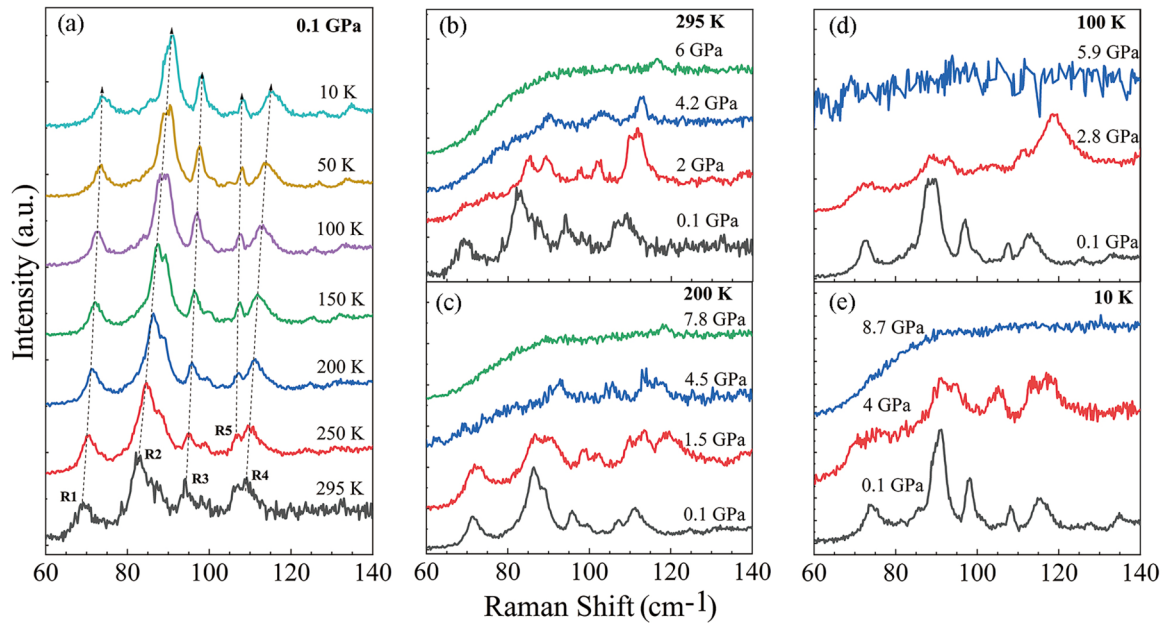 (a)
0.1 GPa
10 K
50 K
100 K
150 K
200 K
250 K
295 K
R1
R2
R3
R4
R5
60 80 100 120 140
Intensity (a.u.)
(b)
295 K
6 GPa
4.2 GPa
2 GPa
0.1 GPa
(c)
200 K
7.8 GPa
4.5 GPa
1.5 GPa
0.1 GPa
60 80 100 120 140
(d)
100 K
5.9 GPa
2.8 GPa
0.1 GPa
(e)
10 K
8.7 GPa
4 GPa
0.1 GPa
60 80 100 120 140
Raman Shift (cm-1)